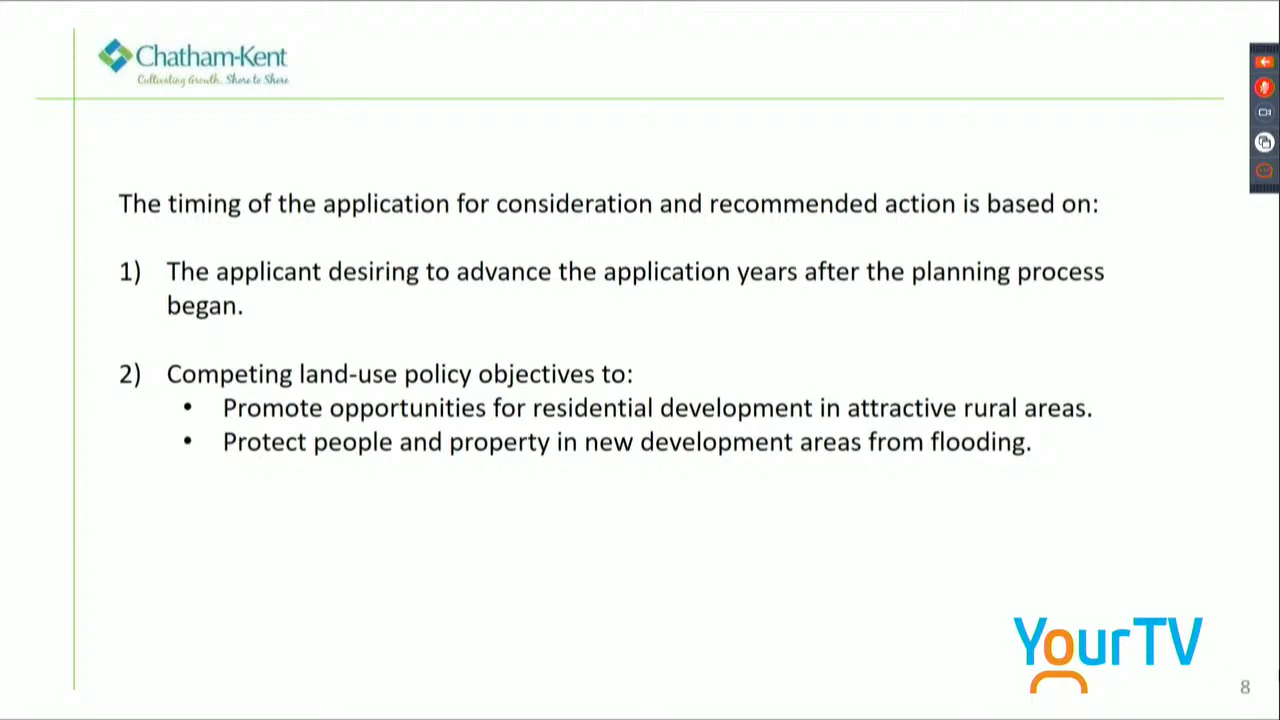 Chatham-Kent
Cultivating Growth, Shore to Shore
The timing of the application for consideration and recommended action is based on:
1) The applicant desiring to advance the application years after the planning process
began.
2) Competing land-use policy objectives to:
• Promote opportunities for residential development in attractive rural areas.
• Protect people and property in new development areas from flooding.
YourTV
8